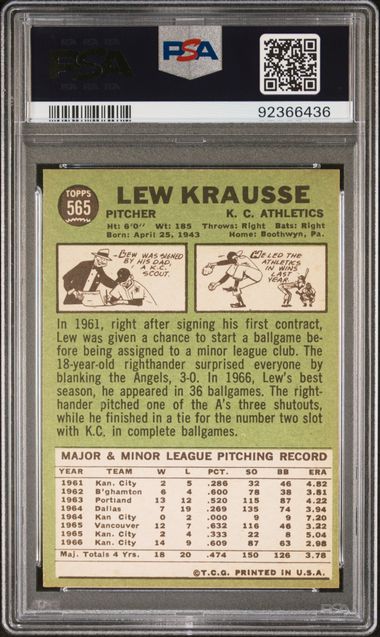 PSA
PSA
92366436
TOPPS
565
LEW KRAUSSE
PITCHER K. C. ATHLETICS
Ht: 6'0" Wt: 185 Throws: Right Bats: Right
Born: April 25, 1943 Home: Boothwyn, Pa.
LEW WAS SIGNED
BY HIS DAD,
A K.C.
SCOUT.
HE LED THE
ATHLETICS
IN WINS
LAST
YEAR.
In 1961, right after signing his first contract,
Lew was given a chance to start a ballgame be-
fore being assigned to a minor league club. The
18-year-old righthander surprised everyone by
blanking the Angels, 3-0. In 1966, Lew's best
season, he appeared in 36 ballgames. The right-
hander pitched one of the A's three shutouts,
while he finished in a tie for the number two slot
with K.C. in complete ballgames.
MAJOR & MINOR LEAGUE PITCHING RECORD
YEAR TEAM W L PCT. SO BB ERA
1961 Kan. City 2 5 .286 32 46 4.82
1962 B'ghamton 6 4 .600 78 38 3.81
1963 Portland 13 12 .520 115 87 4.23
1964 Dallas 7 19 .269 135 74 3.94
1964 Kan. City 0 2 .000 9 9 7.20
1965 Vancouver 12 7 .632 116 46 3.22
1965 Kan. City 2 4 .333 22 8 5.04
1966 Kan. City 14 9 .609 87 63 2.98
Maj. Totals 4 Yrs. 18 20 .474 150 126 3.78
©T.C.G. PRINTED IN U.S.A.